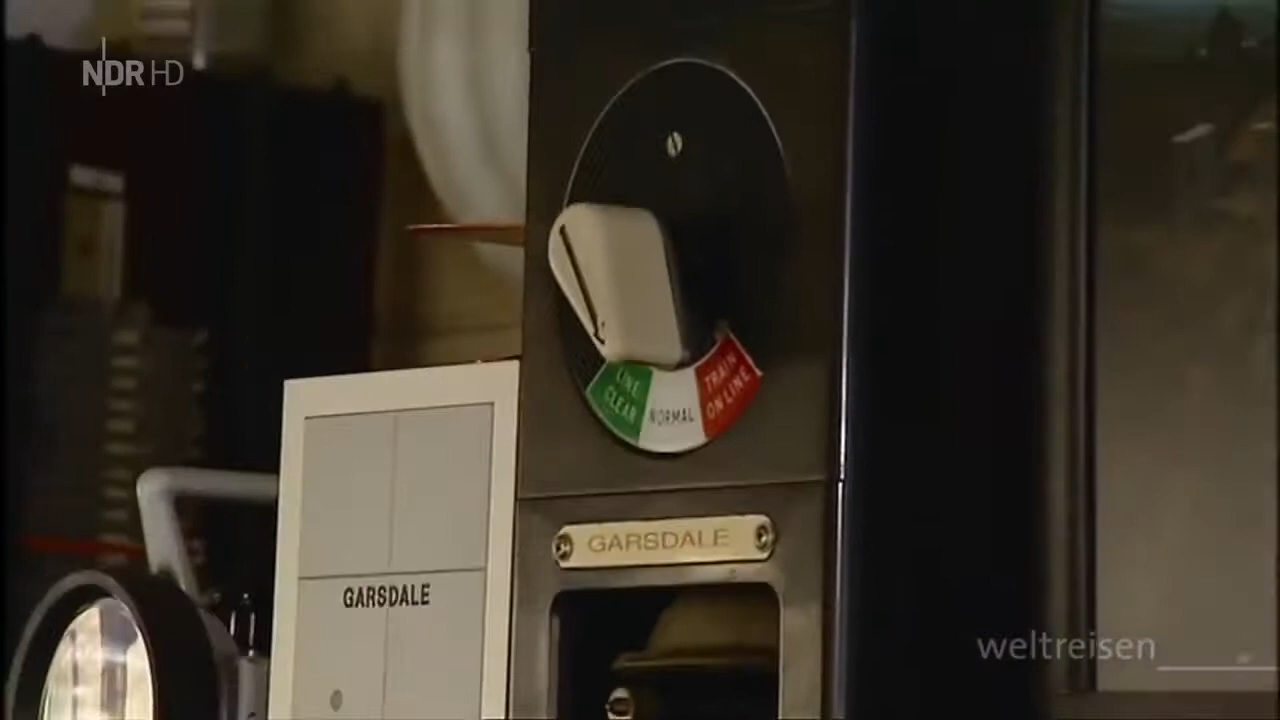 NDR HD
LINE
CLEAR
NORMAL
TRAIN
ON LINE
GARSDALE
GARSDALE
weltreisen